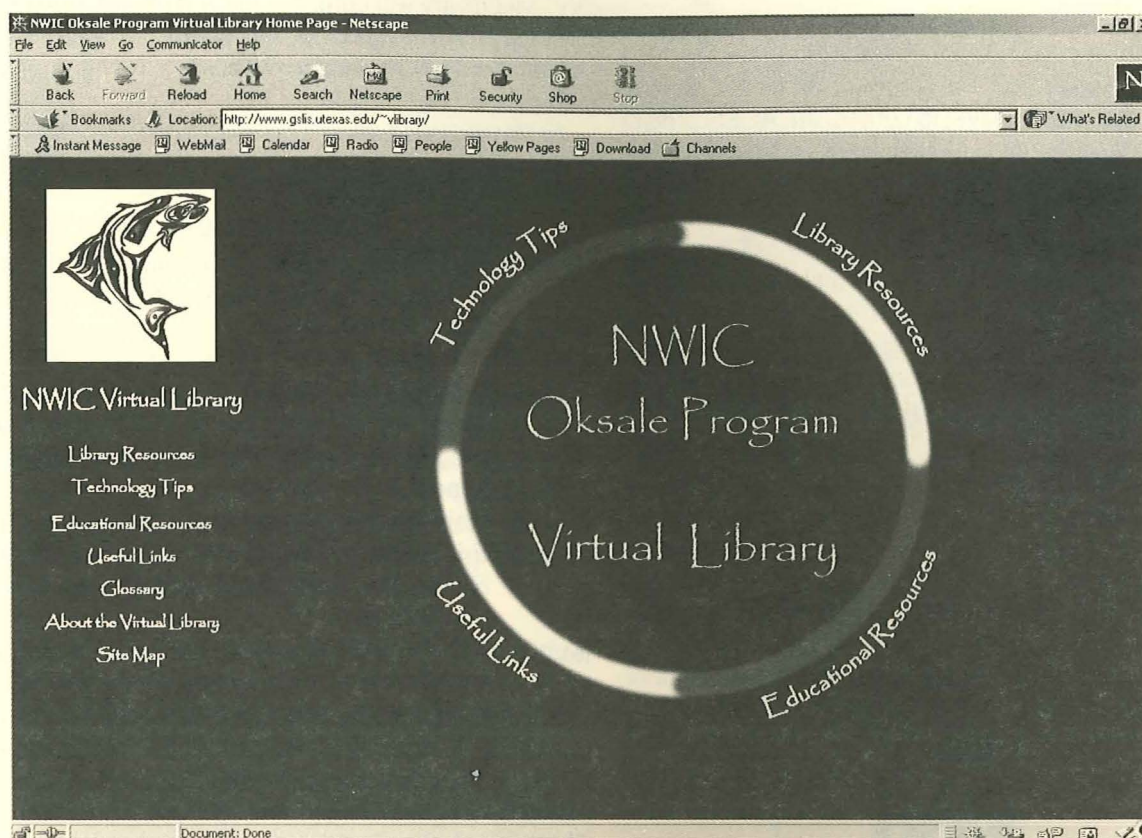 NWIC Oksale Program Virtual Library Home Page - Netscape
File Edit View Go Communicator Help
Back Forward Reload Home Search Netscape Print Security Shop Stop
My
N
Bookmarks Location: http://www.gslis.utexas.edu/~vlibrary/ What's Related
Instant Message WebMail Calendar Radio People Yellow Pages Download Channels
Technology Tips
Library Resources
NWIC
Oksale Program
Virtual Library
Useful Links
Educational Resources
NWIC Virtual Library
Library Resources
Technology Tips
Educational Resources
Useful Links
Glossary
About the Virtual Library
Site Map
Document: Done